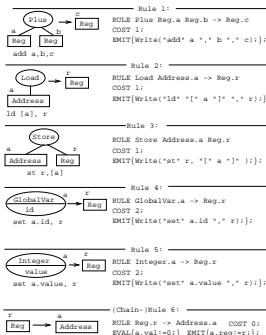 Rule 1:
Plus
c
Reg
a
b
Reg
Reg
add a,b,c
RULE Plus Reg.a Reg.b -> Reg.c
COST 1;
EMIT{Write("add" a "," b "," c);};
Rule 2:
Load
r
Reg
a
Address
ld [a], r
RULE Load Address.a -> Reg.r
COST 1;
EMIT{Write("ld" "[" a "]" "," r);};
Rule 3:
Store
a
r
Address
Reg
st r,[a]
RULE Store Address.a Reg.r
COST 1;
EMIT{Write("st" r, "[" a "]" );};
Rule 4:
a
r
GlobalVar
id
Reg
set a.id, r
RULE GlobalVar.a -> Reg.r
COST 2;
EMIT{Write("set" a.id "," r);};
Rule 5:
a
r
Integer
value
Reg
set a.value, r
RULE Integer.a -> Reg.r
COST 2;
EMIT{Write("set" a.value "," r);};
(Chain-)Rule 6:
r
a
Reg
Address
RULE Reg.r -> Address.a COST 0;
EVAL{a.val:=0;} EMIT{a.reg:=r;};